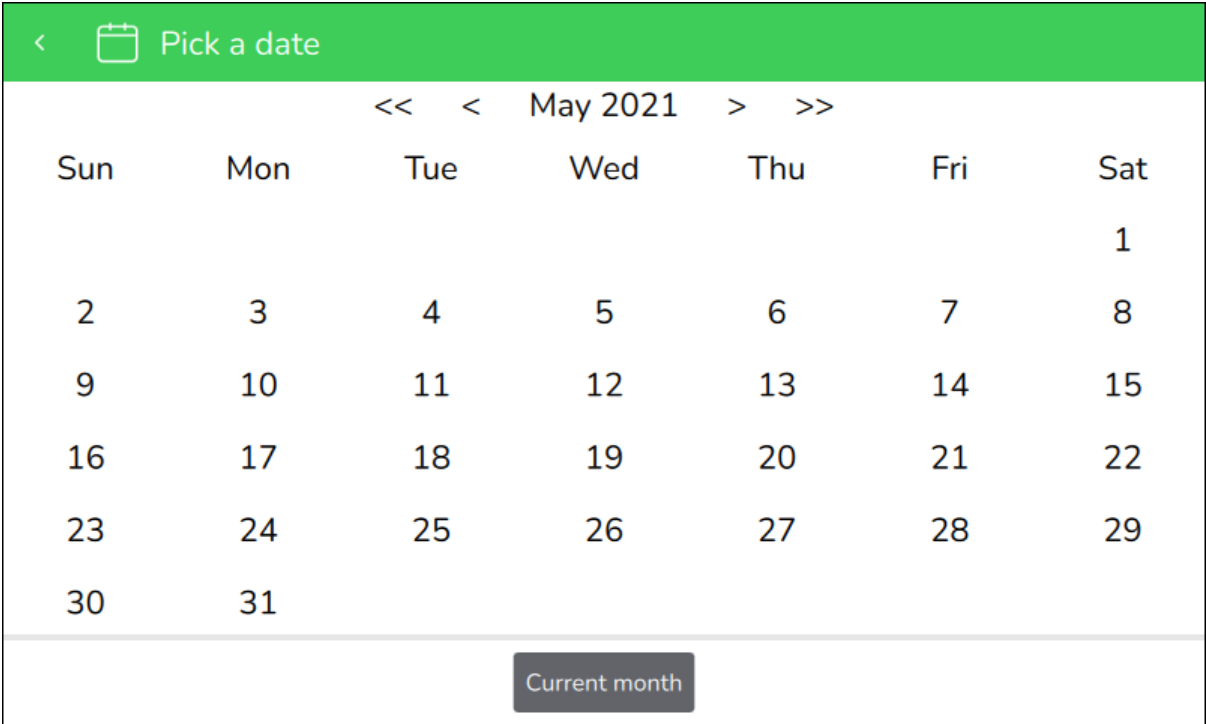 < Pick a date
<< < May 2021 > >>
Sun Mon Tue Wed Thu Fri Sat
1
2 3 4 5 6 7 8
9 10 11 12 13 14 15
16 17 18 19 20 21 22
23 24 25 26 27 28 29
30 31
Current month